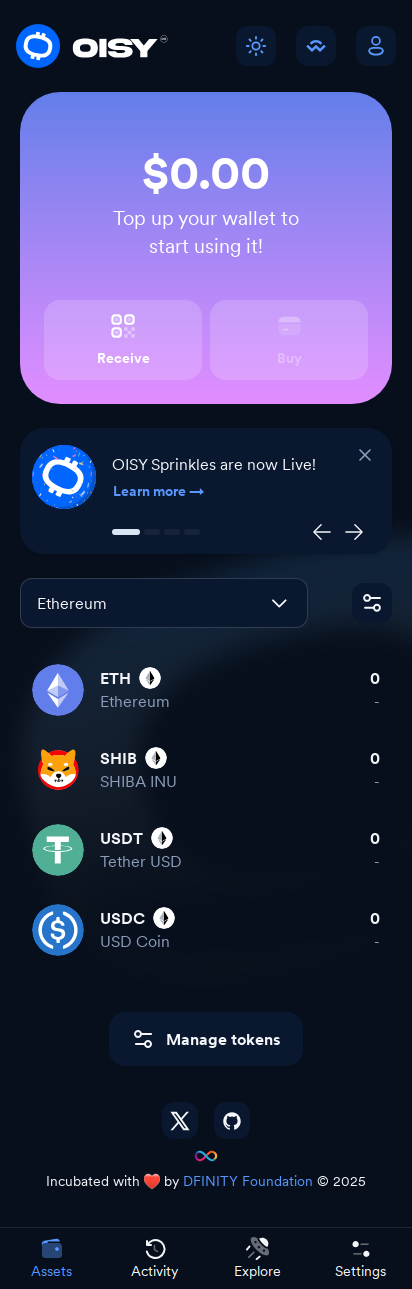 OISY
$0.00
Top up your wallet to
start using it!
Receive
Buy
OISY Sprinkles are now Live!
Learn more →
Ethereum
ETH
0
Ethereum
-
SHIB
0
SHIBA INU
-
USDT
0
Tether USD
-
USDC
0
USD Coin
-
Manage tokens
Incubated with ❤️ by DFINITY Foundation © 2025
Assets
Activity
Explore
Settings